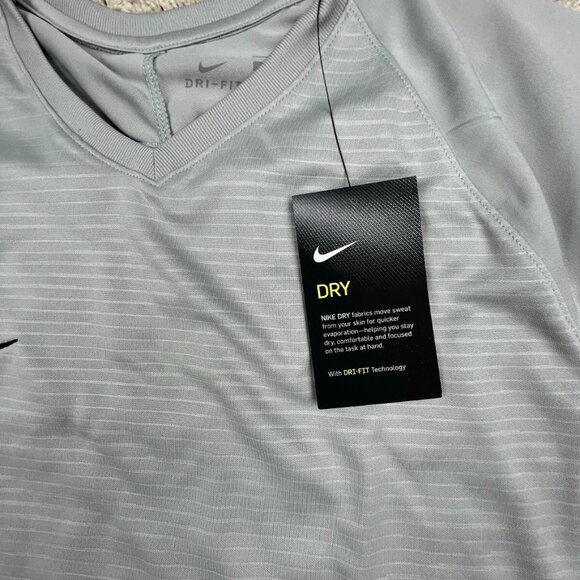 DRI-FIT
DRY
NIKE DRY fabrics move sweat
from your skin for quicker
evaporation—helping you stay
dry, comfortable and focused
on the task at hand.
With DRI-FIT Technology